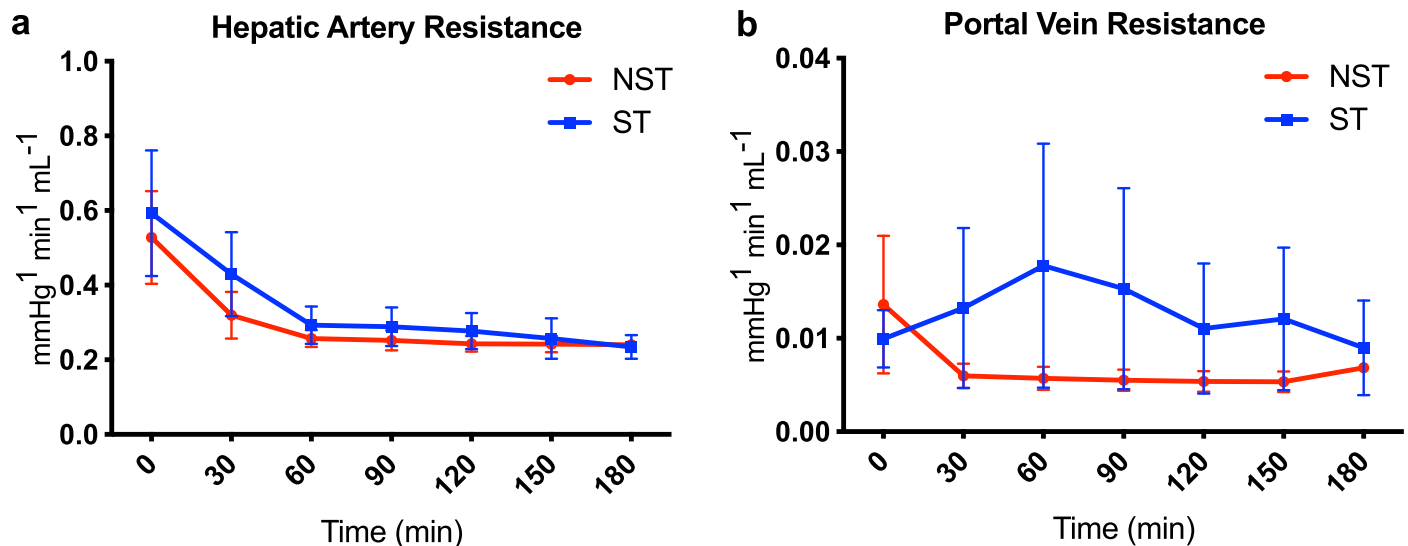 a
Hepatic Artery Resistance
NST
ST
mmHg¹ min¹ mL⁻¹
1.0
0.8
0.6
0.4
0.2
0.0
0
30
60
90
120
150
180
Time (min)
b
Portal Vein Resistance
NST
ST
mmHg¹ min¹ mL⁻¹
0.04
0.03
0.02
0.01
0.00
0
30
60
90
120
150
180
Time (min)